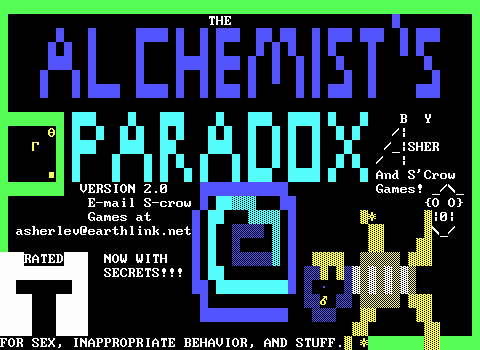 THE
ALCHEMIST'S
PARADOX
BY
ASHER
And S'Crow
Games!
VERSION 2.0
E-mail S-crow
Games at
asherlev@earthlink.net
RATED
T
NOW WITH
SECRETS!!!
FOR SEX, INAPPROPRIATE BEHAVIOR, AND STUFF.